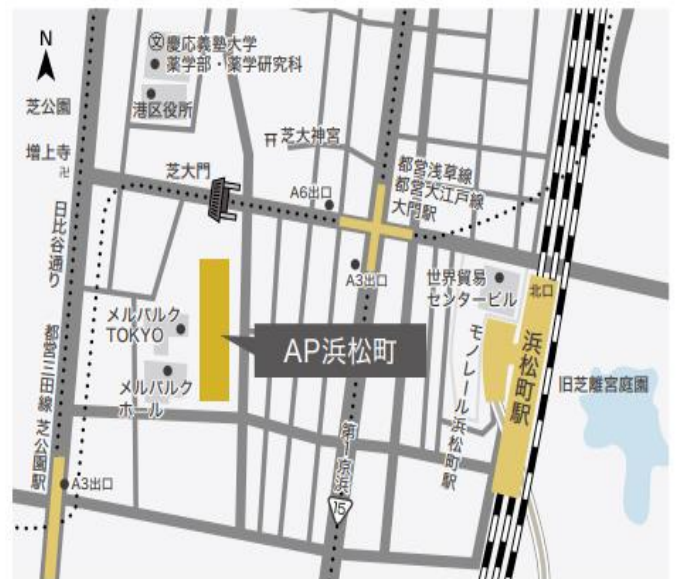 N
慶応義塾大学
薬学部・薬学研究科
港区役所
芝公園
増上寺
卍
芝大神宮
芝大門
A6出口
都営浅草線
都営大江戸線
大門駅
日比谷通り
A3出口
世界貿易
センタービル
北口
メルパルク
TOKYO
AP浜松町
メルパルク
ホール
モノレール浜松町駅
浜松町駅
旧芝離宮庭園
都営三田線 芝公園駅
A3出口
第1京浜
15
文